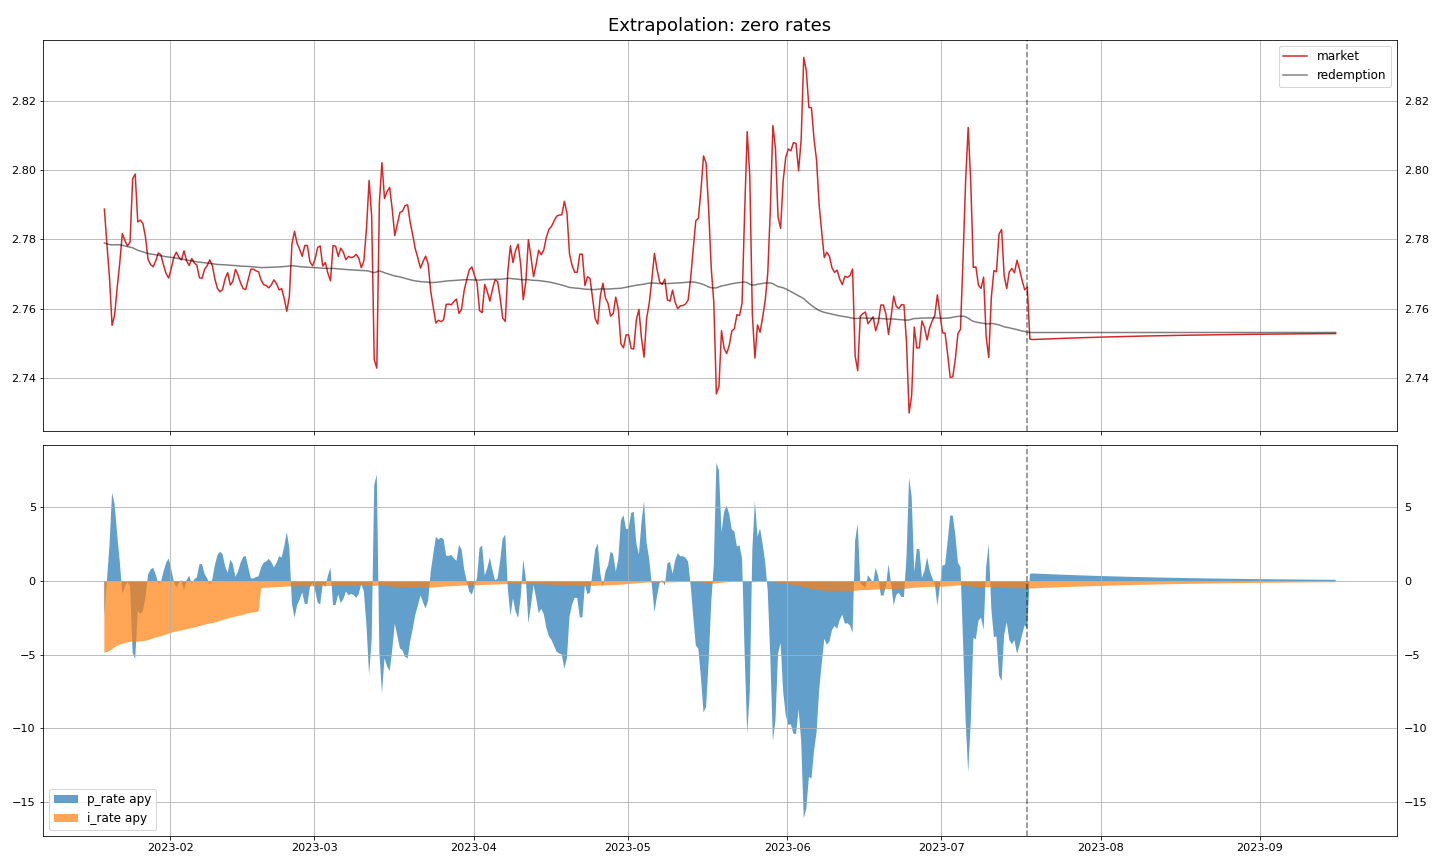 Extrapolation: zero rates
market
redemption
2.82 2.82
2.80 2.80
2.78 2.78
2.76 2.76
2.74 2.74
5 5
0 0
−5 −5
−10 −10
−15 −15
p_rate apy
i_rate apy
2023-02 2023-03 2023-04 2023-05 2023-06 2023-07 2023-08 2023-09